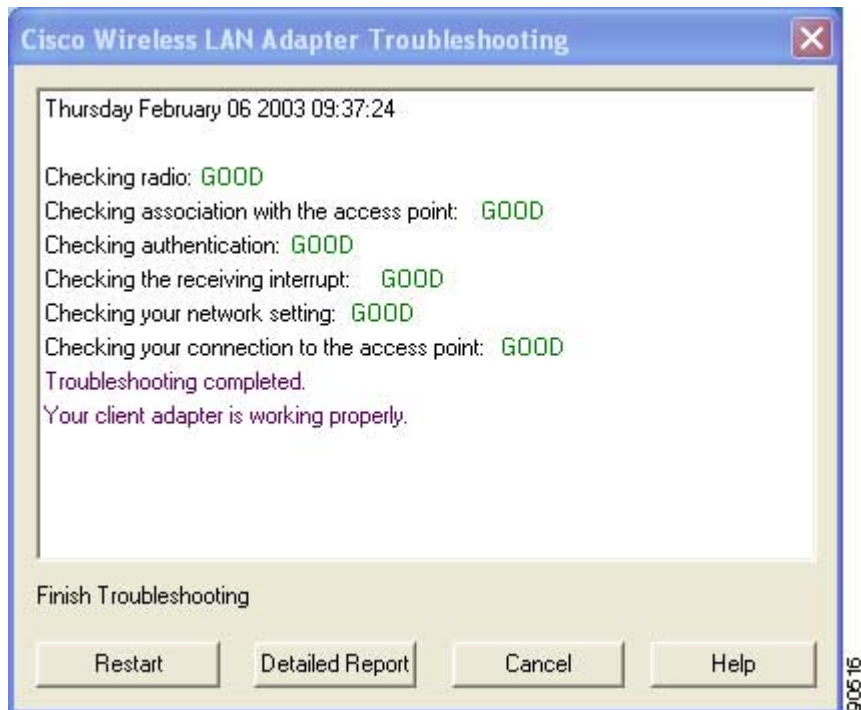 Cisco Wireless LAN Adapter Troubleshooting
Thursday February 06 2003 09:37:24
Checking radio: GOOD
Checking association with the access point: GOOD
Checking authentication: GOOD
Checking the receiving interrupt: GOOD
Checking your network setting: GOOD
Checking your connection to the access point: GOOD
Troubleshooting completed.
Your client adapter is working properly.
Finish Troubleshooting
Restart Detailed Report Cancel Help
90516